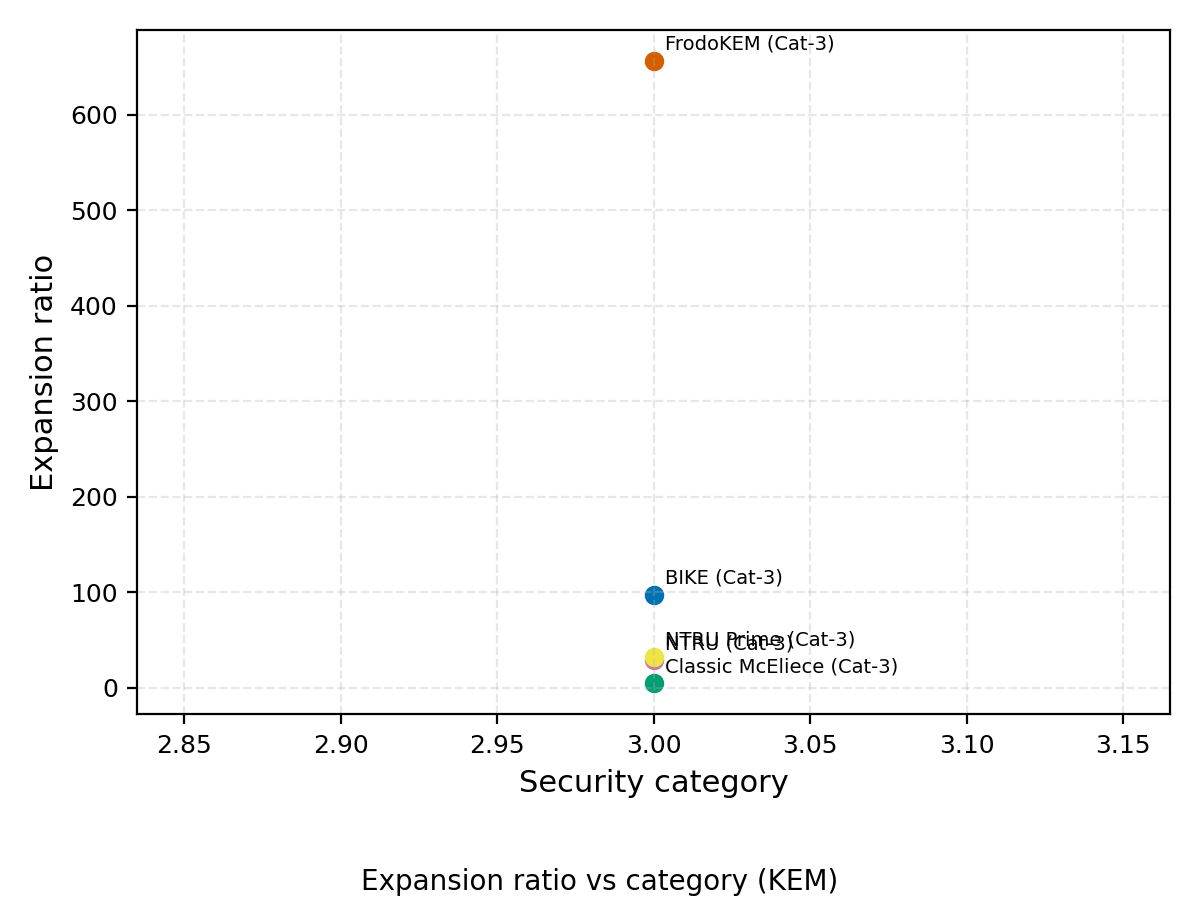 FrodoKEM (Cat-3)
600
500
400
300
200
100
0
Expansion ratio
BIKE (Cat-3)
NTRU Prime (Cat-3)
NTRU (Cat-3)
Classic McEliece (Cat-3)
2.85 2.90 2.95 3.00 3.05 3.10 3.15
Security category
Expansion ratio vs category (KEM)